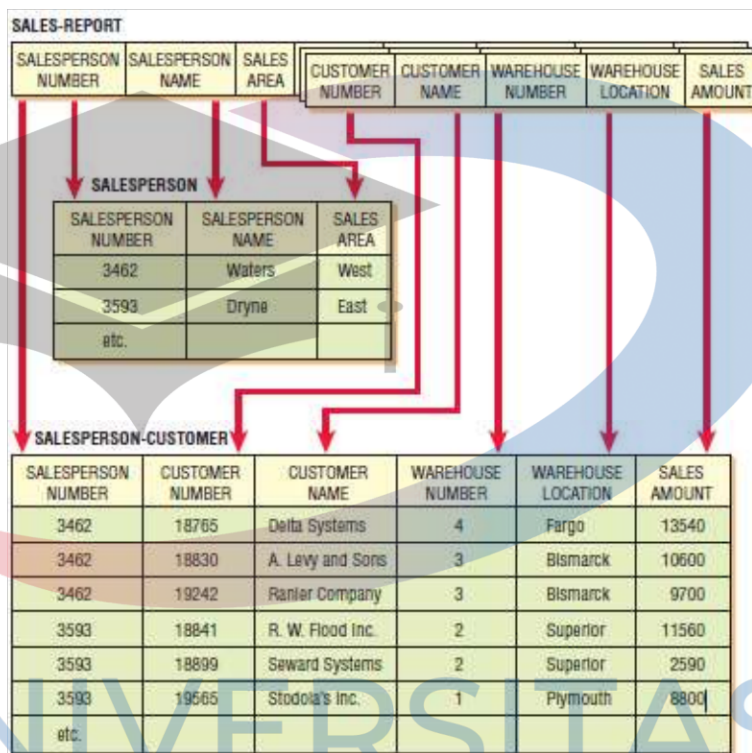 SALES-REPORT
SALESPERSON NUMBER SALESPERSON NAME SALES AREA CUSTOMER NUMBER CUSTOMER NAME WAREHOUSE NUMBER WAREHOUSE LOCATION SALES AMOUNT
SALESPERSON
SALESPERSON NUMBER SALESPERSON NAME SALES AREA
3462 Waters West
3593 Dryne East
etc.
SALESPERSON-CUSTOMER
SALESPERSON NUMBER CUSTOMER NUMBER CUSTOMER NAME WAREHOUSE NUMBER WAREHOUSE LOCATION SALES AMOUNT
3462 18765 Delta Systems 4 Fargo 13540
3462 18830 A. Levy and Sons 3 Bismarck 10600
3462 19242 Ranier Company 3 Bismarck 9700
3593 18841 R. W. Flood Inc. 2 Superior 11560
3593 18899 Seward Systems 2 Superior 2590
3593 19565 Stodola's Inc. 1 Plymouth 8800
etc.
UNIVERSITAS